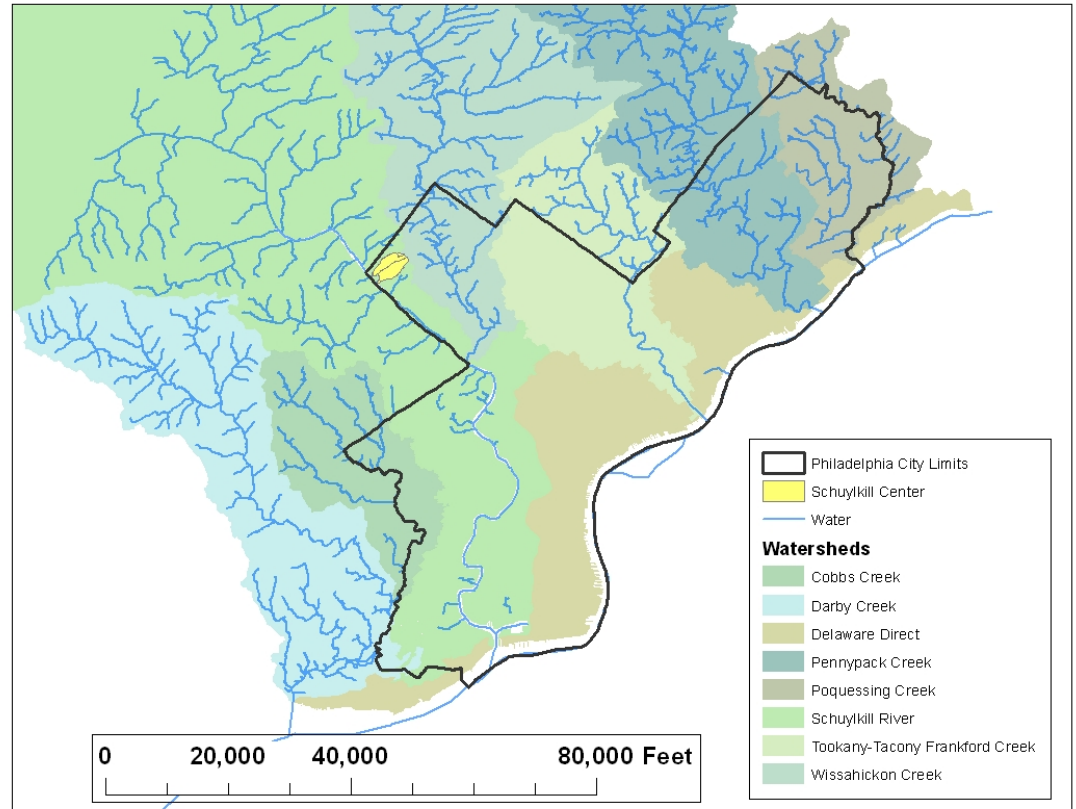 Philadelphia City Limits
Schuylkill Center
Water
Watersheds
Cobbs Creek
Darby Creek
Delaware Direct
Pennypack Creek
Poquessing Creek
Schuylkill River
Tookany-Tacony Frankford Creek
Wissahickon Creek
0 20,000 40,000 80,000 Feet